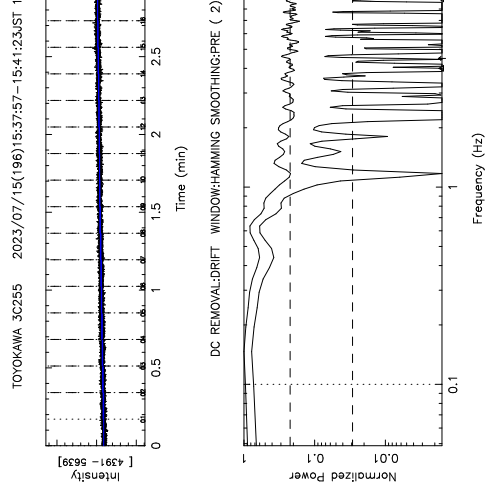 TOYOKAWA 3C255 2023/07/15(196)15:37:57-15:41:23JST 1
Intensity
[ 4391- 5639]
0
0.5
1
1.5
2
2.5
Time (min)
DC REMOVAL:DRIFT WINDOW:HAMMING SMOOTHING:PRE ( 2)
Normalized Power
1
0.1
0.01
0.1
1
Frequency (Hz)